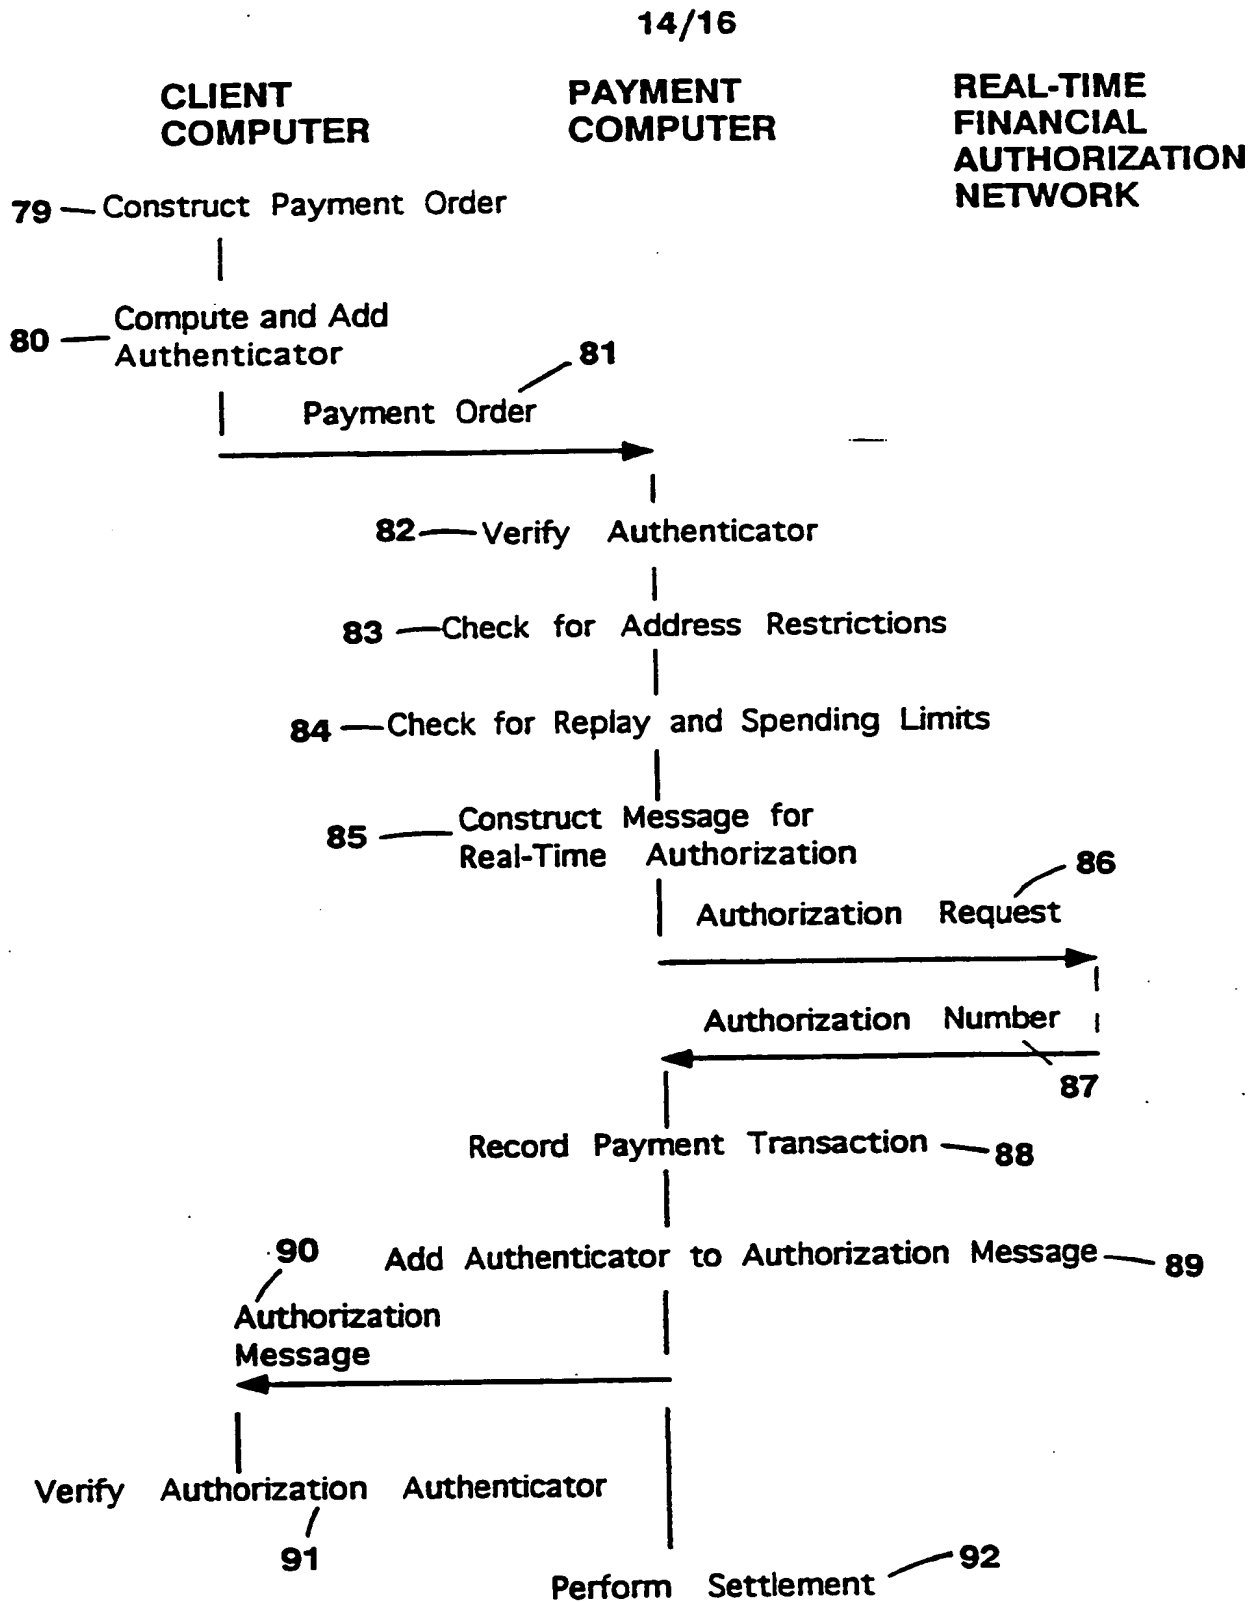 14/16
CLIENT
COMPUTER
PAYMENT
COMPUTER
REAL-TIME
FINANCIAL
AUTHORIZATION
NETWORK
79 Construct Payment Order
80 Compute and Add
Authenticator
81
Payment Order
82 Verify Authenticator
83 Check for Address Restrictions
84 Check for Replay and Spending Limits
85 Construct Message for
Real-Time Authorization
86
Authorization Request
Authorization Number
87
Record Payment Transaction 88
Add Authenticator to Authorization Message 89
90
Authorization
Message
Verify Authorization Authenticator
91
92
Perform Settlement